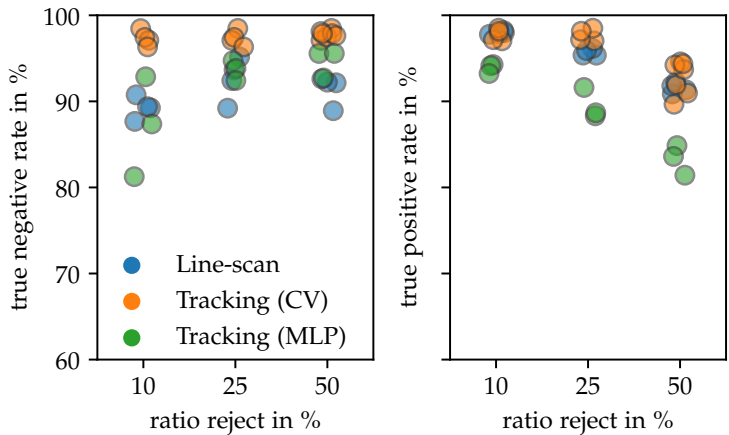 true negative rate in %
100
90
80
70
60
Line-scan
Tracking (CV)
Tracking (MLP)
10
25
50
ratio reject in %
true positive rate in %
10
25
50
ratio reject in %